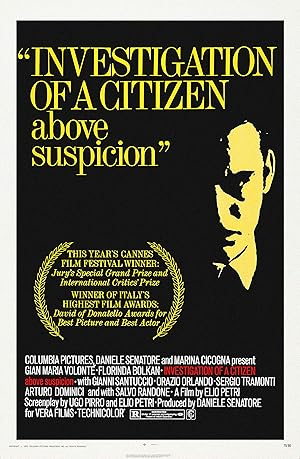 “INVESTIGATION
OF A CITIZEN
above
suspicion”
THIS YEAR'S CANNES
FILM FESTIVAL WINNER:
Jury's Special Grand Prize and
International Critics' Prize
WINNER OF ITALY'S
HIGHEST FILM AWARDS:
David of Donatello Awards for
Best Picture and Best Actor
COLUMBIA PICTURES, DANIELE SENATORE and MARINA CICOGNA present
GIAN MARIA VOLONTÉ · FLORINDA BOLKAN · INVESTIGATION OF A CITIZEN
above suspicion · with GIANNI SANTUCCIO · ORAZIO ORLANDO · SERGIO TRAMONTI
ARTURO DOMINICI and with SALVO RANDONE · A Film by ELIO PETRI
Screenplay by UGO PIRRO and ELIO PETRI · Produced by DANIELE SENATORE
for VERA FILMS · TECHNICOLOR®
R